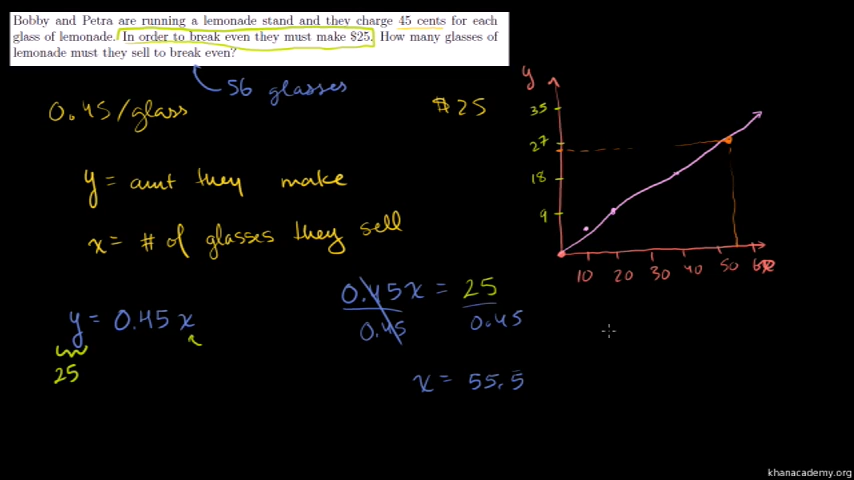 Bobby and Petra are running a lemonade stand and they charge 45 cents for each
glass of lemonade. In order to break even they must make $25. How many glasses of
lemonade must they sell to break even?
56 glasses
0.45/glass
$25
y = amt they make
x = # of glasses they sell
y = 0.45 x
25
0.45x = 25
0.45 0.45
x = 55.5
y
35
27
18
9
10 20 30 40 50 60
khanacademy.org